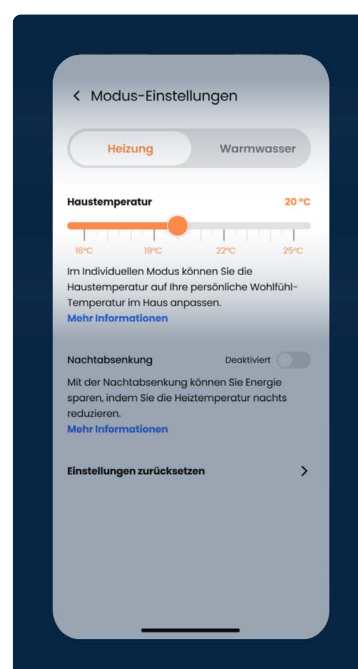 Modus-Einstellungen
Heizung Warmwasser
Haustemperatur 20 °C
16°C 19°C 22°C 25°C
Im Individuellen Modus können Sie die
Haustemperatur auf Ihre persönliche Wohlfühl-
Temperatur im Haus anpassen.
Mehr Informationen
Nachtabsenkung Deaktiviert
Mit der Nachtabsenkung können Sie Energie
sparen, indem Sie die Heiztemperatur nachts
reduzieren.
Mehr Informationen
Einstellungen zurücksetzen